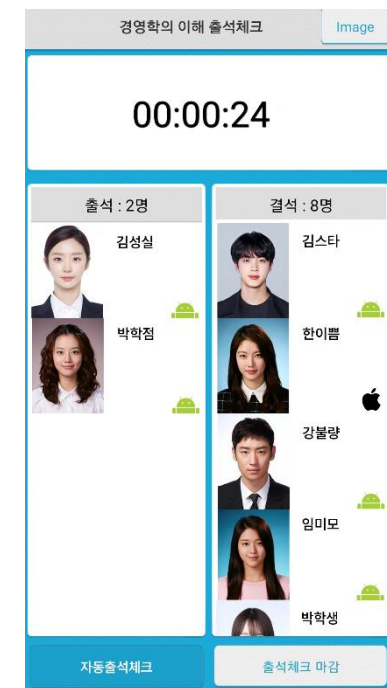 경영학의 이해 출석체크
Image
00:00:24
출석 : 2명
김성실
박학점
결석 : 8명
김스타
한이쁨
강불량
임미모
박학생
자동출석체크
출석체크 마감